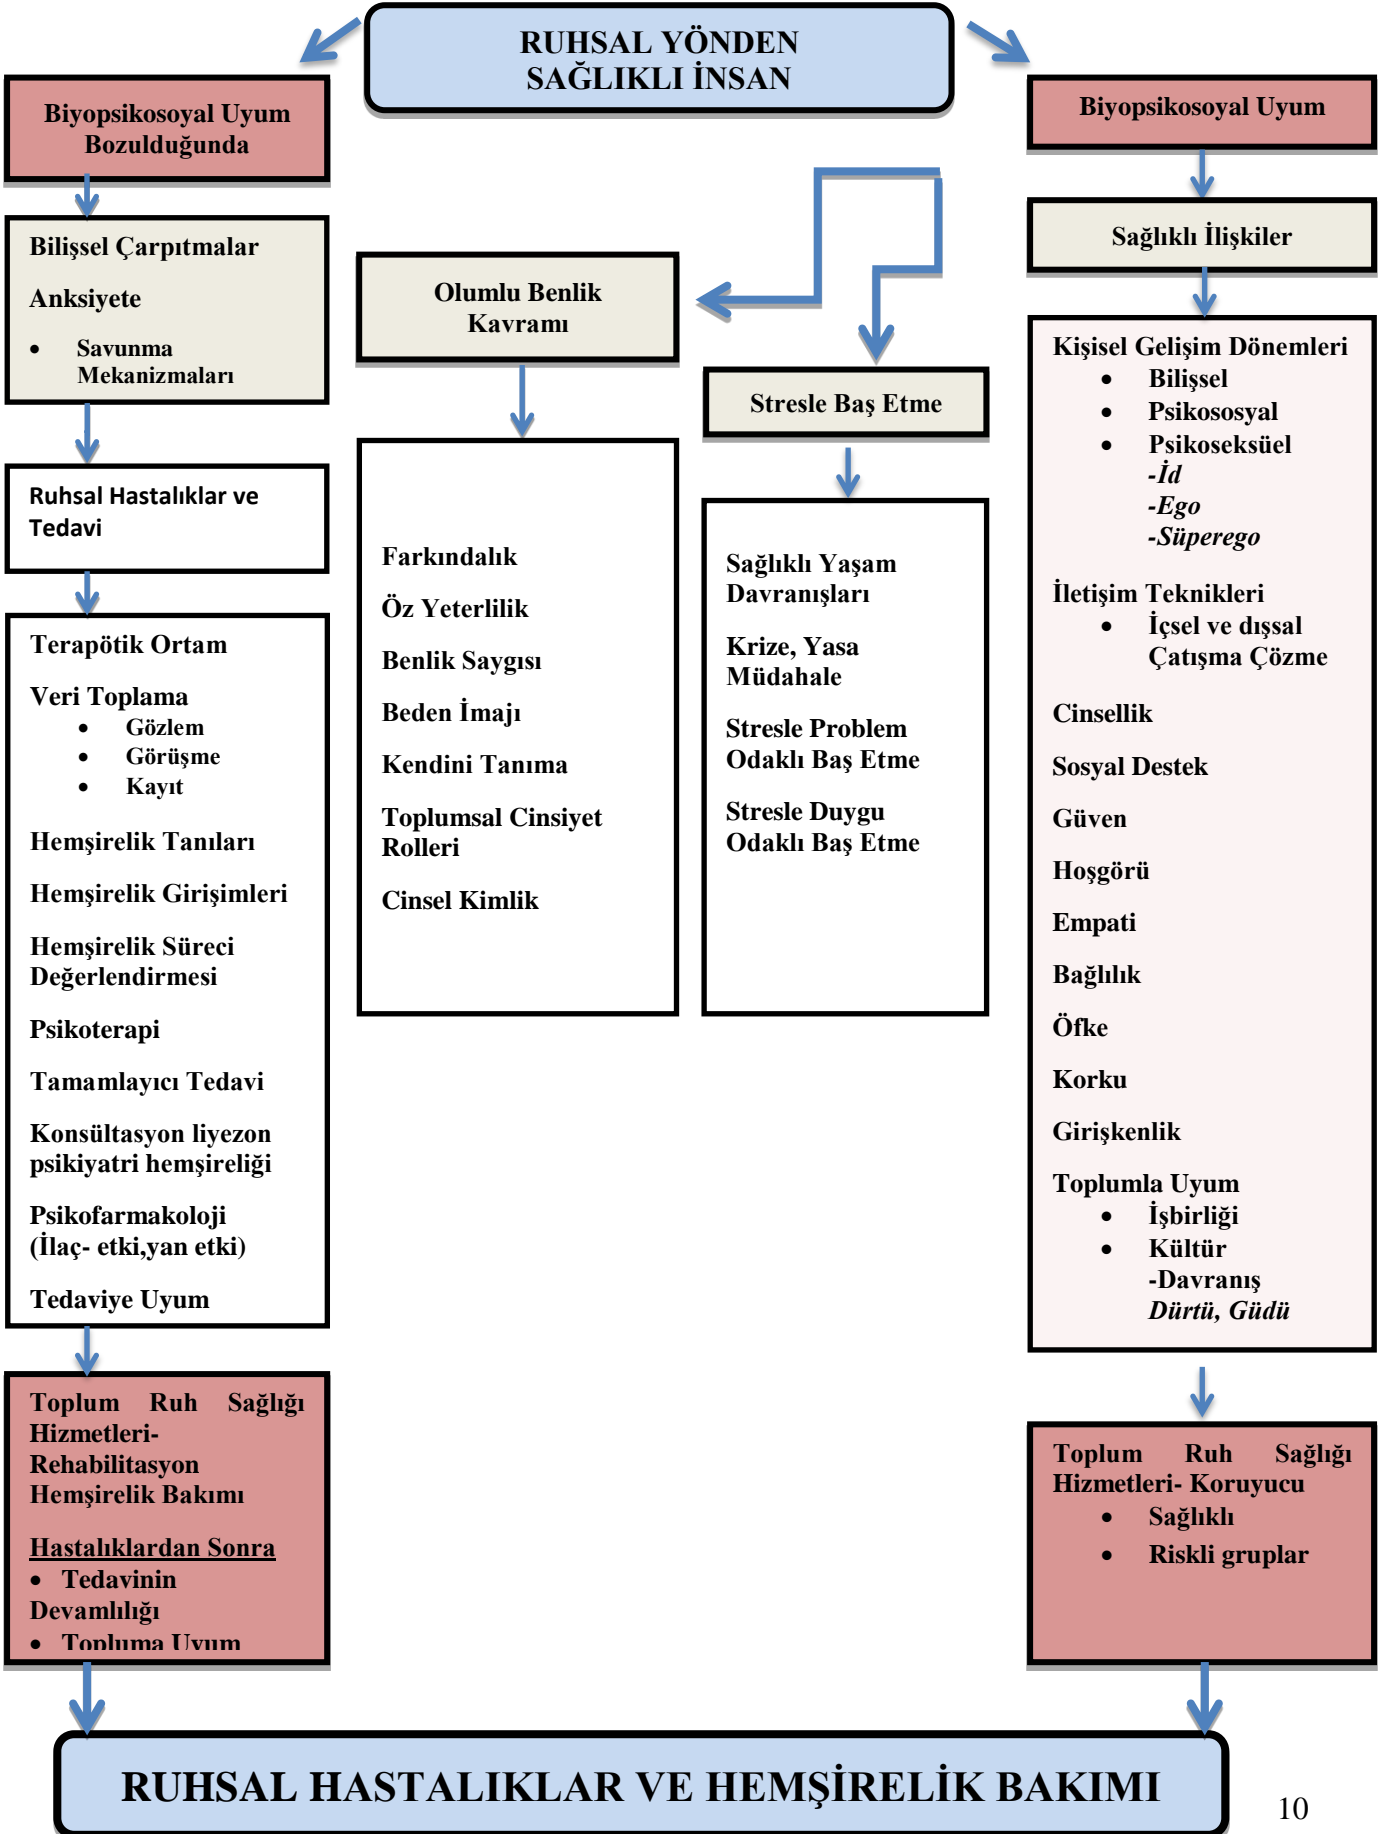 RUHSAL YÖNDEN
SAĞLIKLI İNSAN
Biyopsikosoyal Uyum
Bozulduğunda
Bilişsel Çarpıtmalar
Anksiyete
• Savunma
Mekanizmaları
Ruhsal Hastalıklar ve
Tedavi
Terapötik Ortam
Veri Toplama
• Gözlem
• Görüşme
• Kayıt
Hemşirelik Tanıları
Hemşirelik Girişimleri
Hemşirelik Süreci
Değerlendirmesi
Psikoterapi
Tamamlayıcı Tedavi
Konsültasyon liyezon
psikiyatri hemşireliği
Psikofarmakoloji
(İlaç- etki,yan etki)
Tedaviye Uyum
Toplum Ruh Sağlığı
Hizmetleri-
Rehabilitasyon
Hemşirelik Bakımı
Hastalıklardan Sonra
• Tedavinin
Devamlılığı
• Topluma Uyum
Olumlu Benlik
Kavramı
Farkındalık
Öz Yeterlilik
Benlik Saygısı
Beden İmajı
Kendini Tanıma
Toplumsal Cinsiyet
Rolleri
Cinsel Kimlik
Stresle Baş Etme
Sağlıklı Yaşam
Davranışları
Krize, Yasa
Müdahale
Stresle Problem
Odaklı Baş Etme
Stresle Duygu
Odaklı Baş Etme
Biyopsikosoyal Uyum
Sağlıklı İlişkiler
Kişisel Gelişim Dönemleri
• Bilişsel
• Psikososyal
• Psikoseksüel
-İd
-Ego
-Süperego
İletişim Teknikleri
• İçsel ve dışsal
Çatışma Çözme
Cinsellik
Sosyal Destek
Güven
Hoşgörü
Empati
Bağlılık
Öfke
Korku
Girişkenlik
Toplumla Uyum
• İşbirliği
• Kültür
-Davranış
Dürtü, Güdü
Toplum Ruh Sağlığı
Hizmetleri- Koruyucu
• Sağlıklı
• Riskli gruplar
RUHSAL HASTALIKLAR VE HEMŞİRELİK BAKIMI
10